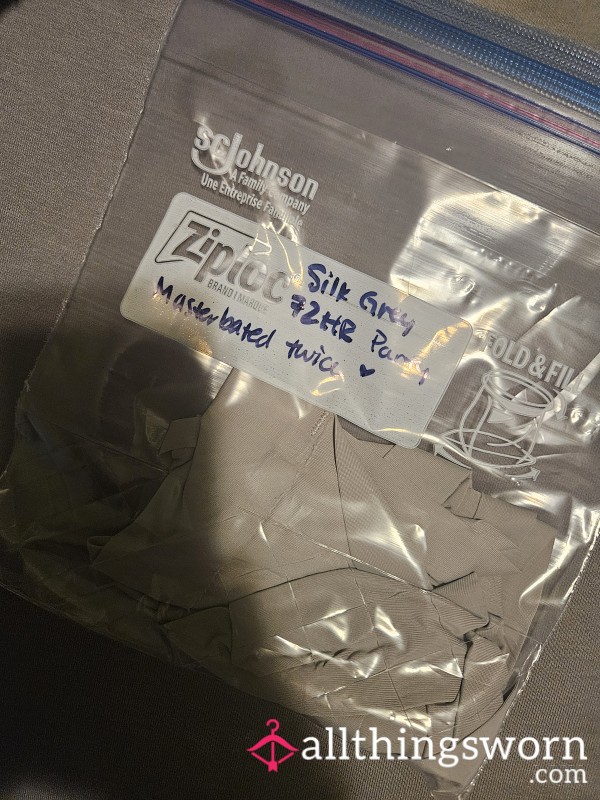 SC Johnson
A Family Company
Une Entreprise Familiale
Ziploc
BRAND | MARQUE
Silk Grey
72HR Panty
Masterbated twice ♥
FOLD & FILL
allthingsworn
.com